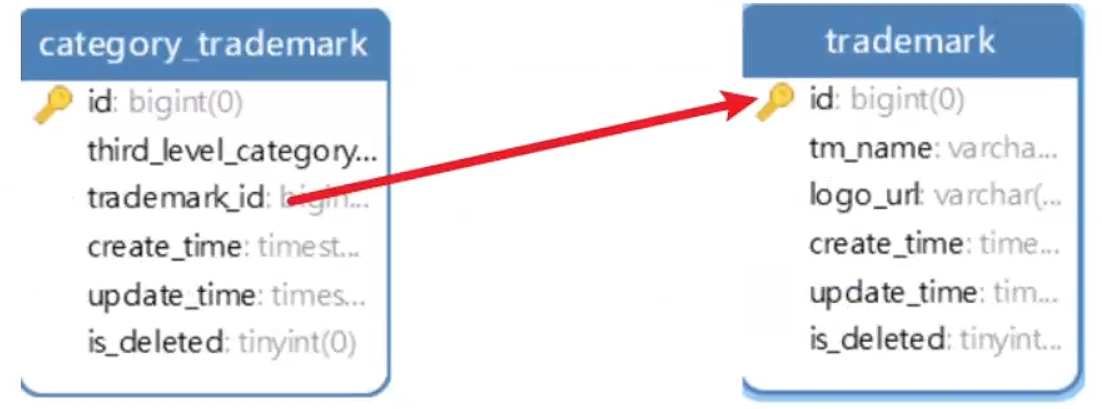 category_trademark
id: bigint(0)
third_level_category...
trademark_id: bigin...
create_time: timest...
update_time: times...
is_deleted: tinyint(0)
trademark
id: bigint(0)
tm_name: varcha...
logo_url: varchar(...
create_time: time...
update_time: tim...
is_deleted: tinyint...